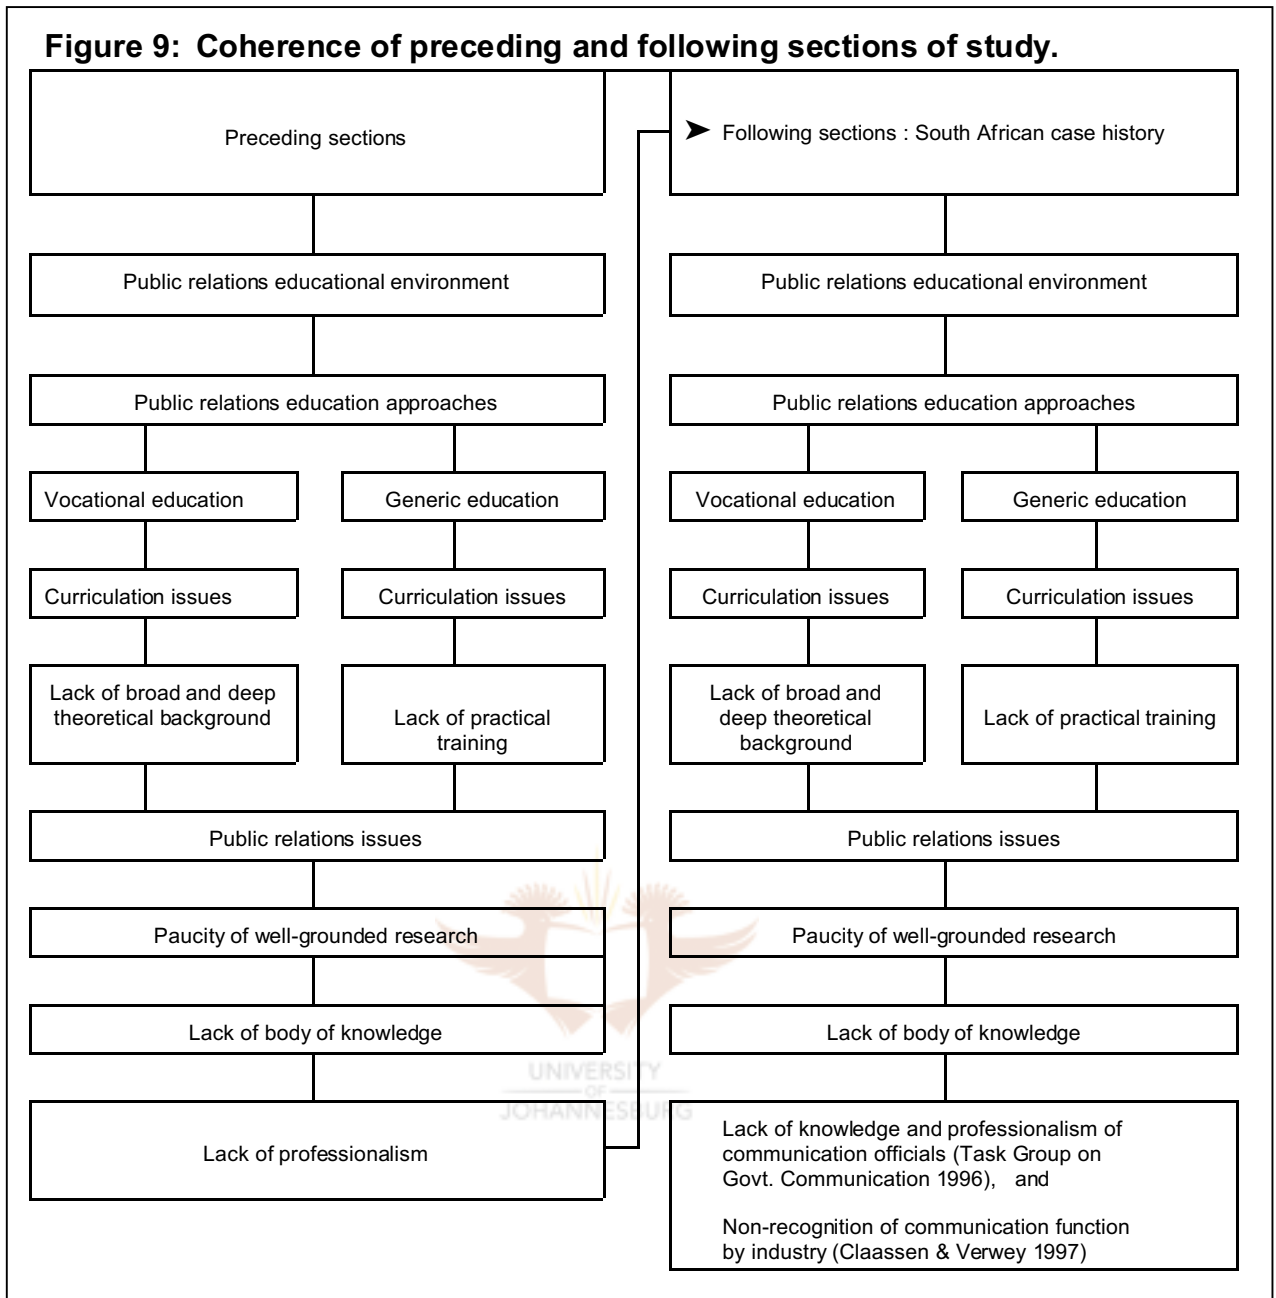 Figure 9: Coherence of preceding and following sections of study.
Preceding sections
Public relations educational environment
Public relations education approaches
Vocational education
Generic education
Curriculation issues
Curriculation issues
Lack of broad and deep
theoretical background
Lack of practical
training
Public relations issues
Paucity of well-grounded research
Lack of body of knowledge
Lack of professionalism
Following sections : South African case history
Public relations educational environment
Public relations education approaches
Vocational education
Generic education
Curriculation issues
Curriculation issues
Lack of broad and
deep theoretical
background
Lack of practical training
Public relations issues
Paucity of well-grounded research
Lack of body of knowledge
Lack of knowledge and professionalism of
communication officials (Task Group on
Govt. Communication 1996), and
Non-recognition of communication function
by industry (Claassen & Verwey 1997)
UNIVERSITY
OF
JOHANNESBURG